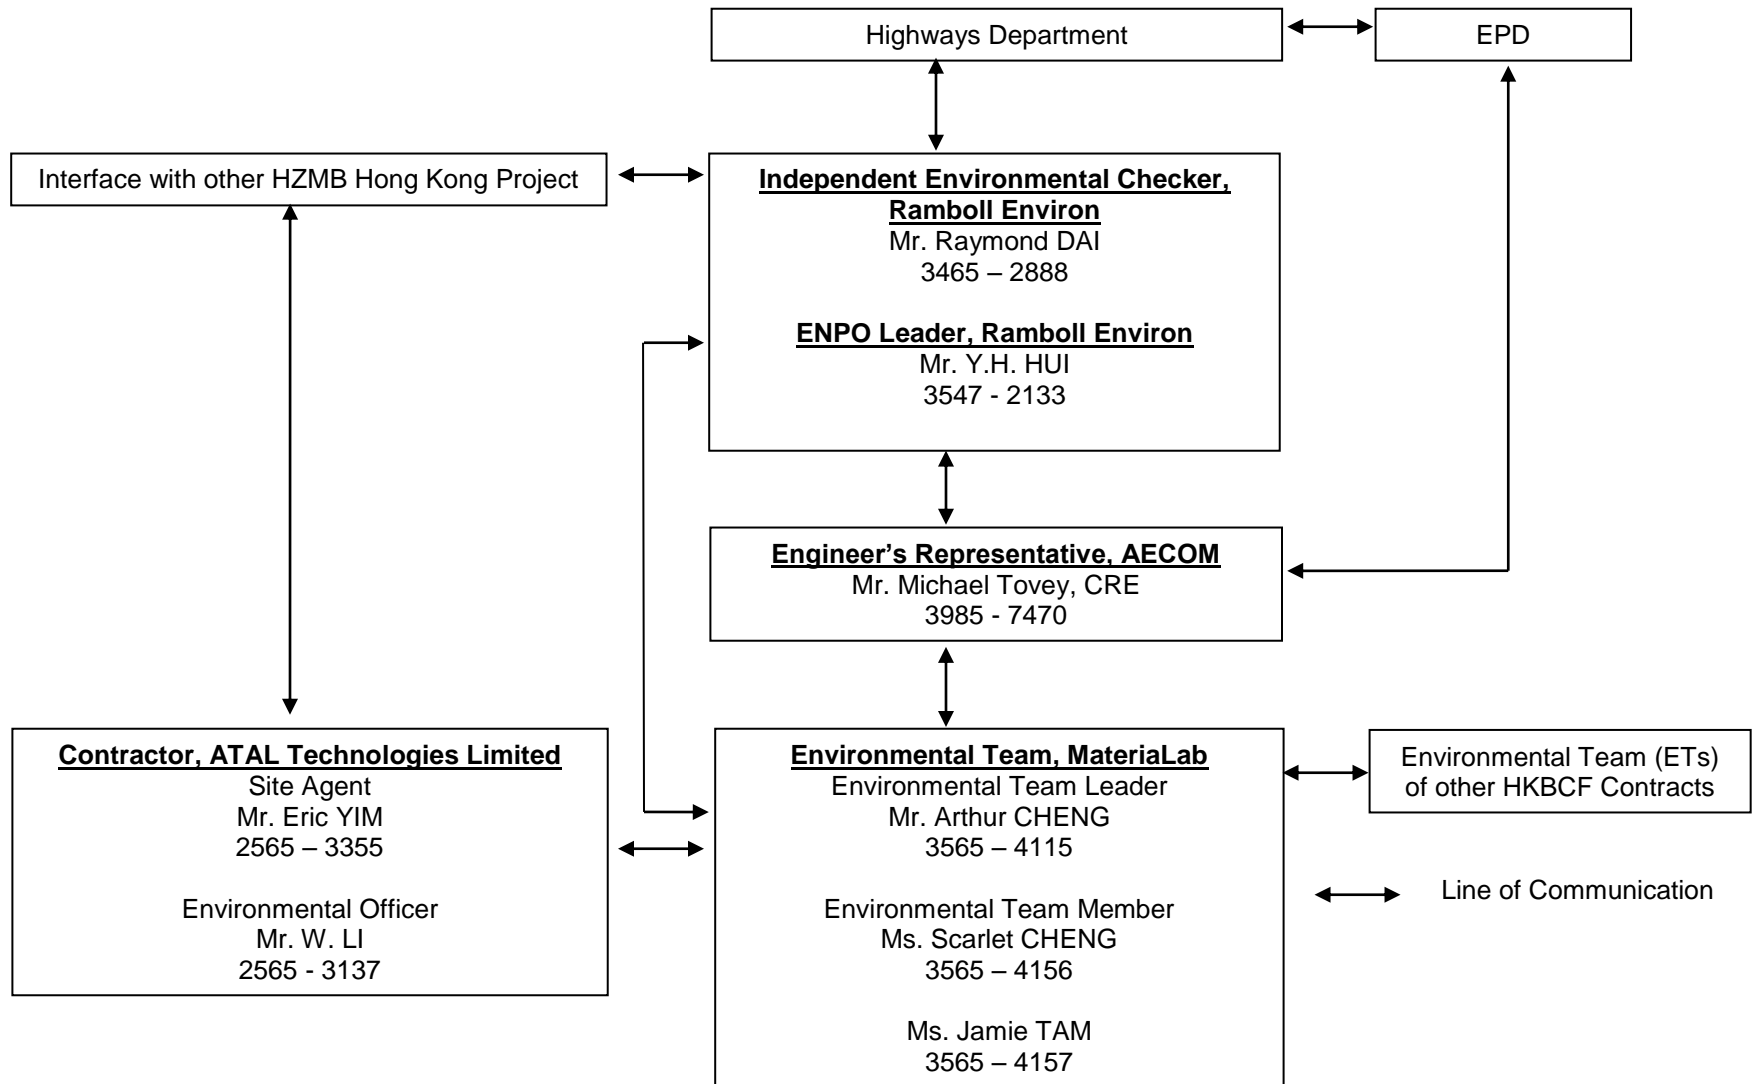 Highways Department
EPD
Interface with other HZMB Hong Kong Project
Independent Environmental Checker,
Ramboll Environ
Mr. Raymond DAI
3465 – 2888
ENPO Leader, Ramboll Environ
Mr. Y.H. HUI
3547 - 2133
Engineer’s Representative, AECOM
Mr. Michael Tovey, CRE
3985 - 7470
Contractor, ATAL Technologies Limited
Site Agent
Mr. Eric YIM
2565 – 3355
Environmental Officer
Mr. W. LI
2565 - 3137
Environmental Team, MateriaLab
Environmental Team Leader
Mr. Arthur CHENG
3565 – 4115
Environmental Team Member
Ms. Scarlet CHENG
3565 – 4156
Ms. Jamie TAM
3565 – 4157
Environmental Team (ETs)
of other HKBCF Contracts
Line of Communication